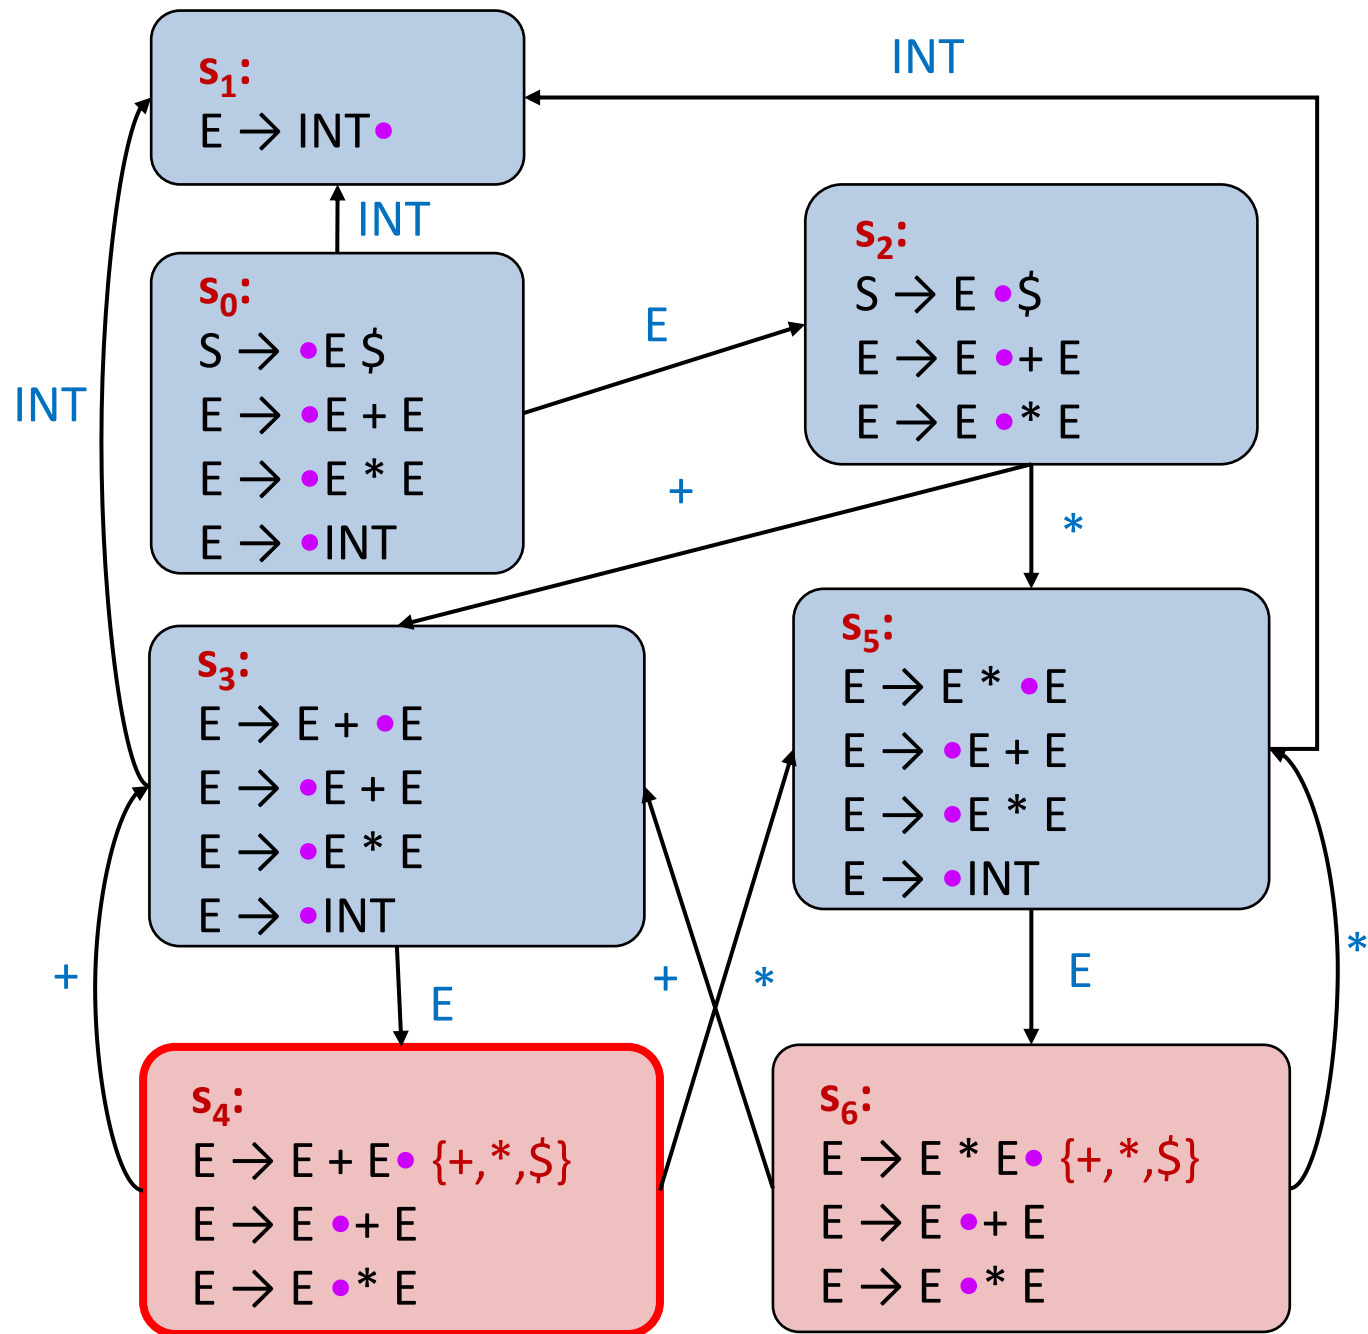 s1:
E → INT•
INT
INT
s0:
S → •E $
E → •E + E
E → •E * E
E → •INT
E
s2:
S → E •$
E → E •+ E
E → E •* E
INT
+
*
s3:
E → E + •E
E → •E + E
E → •E * E
E → •INT
s5:
E → E * •E
E → •E + E
E → •E * E
E → •INT
+
E
+
*
E
*
s4:
E → E + E• {+,*,$}
E → E •+ E
E → E •* E
s6:
E → E * E• {+,*,$}
E → E •+ E
E → E •* E